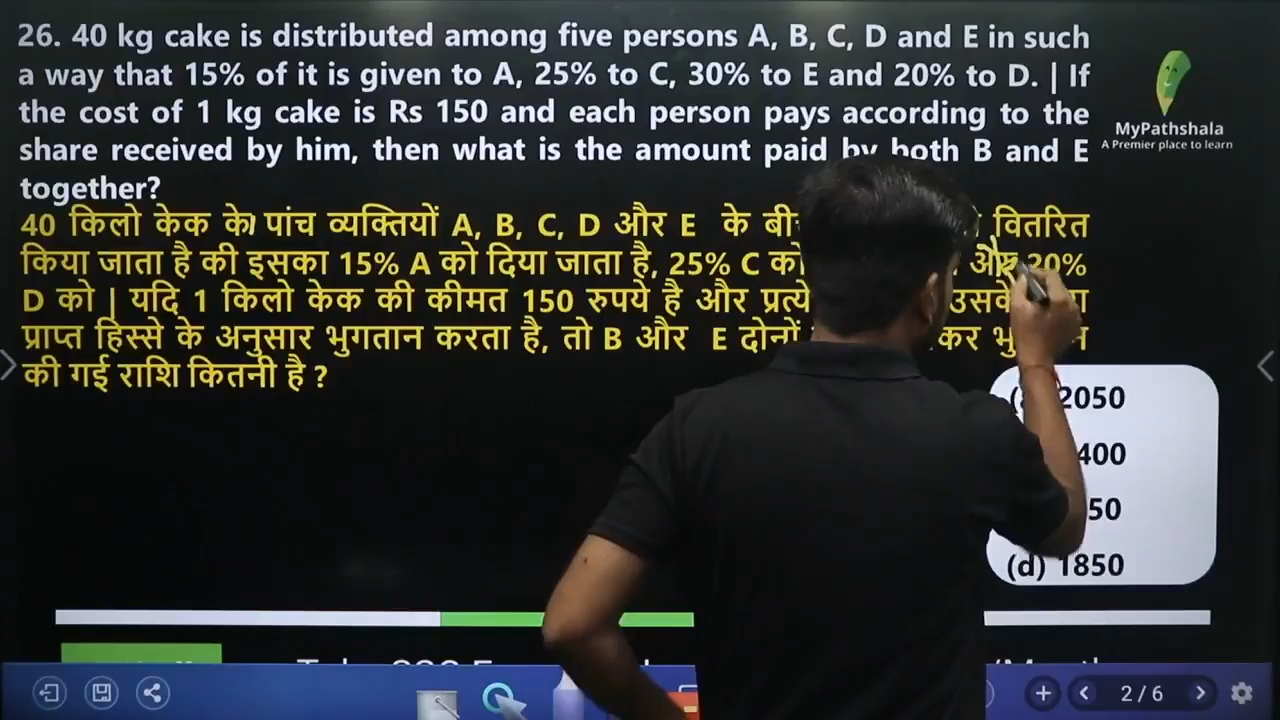 26. 40 kg cake is distributed among five persons A, B, C, D and E in such
a way that 15% of it is given to A, 25% to C, 30% to E and 20% to D. | If
the cost of 1 kg cake is Rs 150 and each person pays according to the
share received by him, then what is the amount paid by both B and E
together?
MyPathshala
A Premier place to learn
40 किलो केक के पांच व्यक्तियों A, B, C, D और E के वितरित
किया जाता है की इसका 15% A को दिया जाता है, 25% C को और 20%
D को | यदि 1 किलो केक की कीमत 150 रुपये है और उसके
प्राप्त हिस्से के अनुसार भुगतान करता है, तो B और E दोनों
की गई राशि कितनी है ?
2050
400
50
(d) 1850
2 / 6